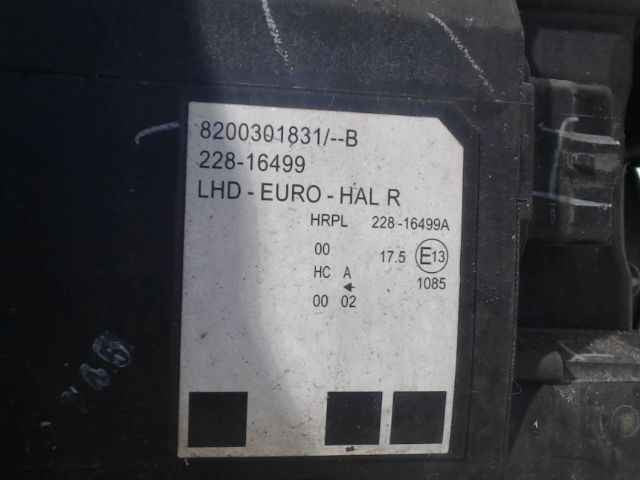 8200301831/--B
228-16499
LHD - EURO - HAL R
HRPL 228-16499A
00 17.5 E13
HC A 1085
00 02